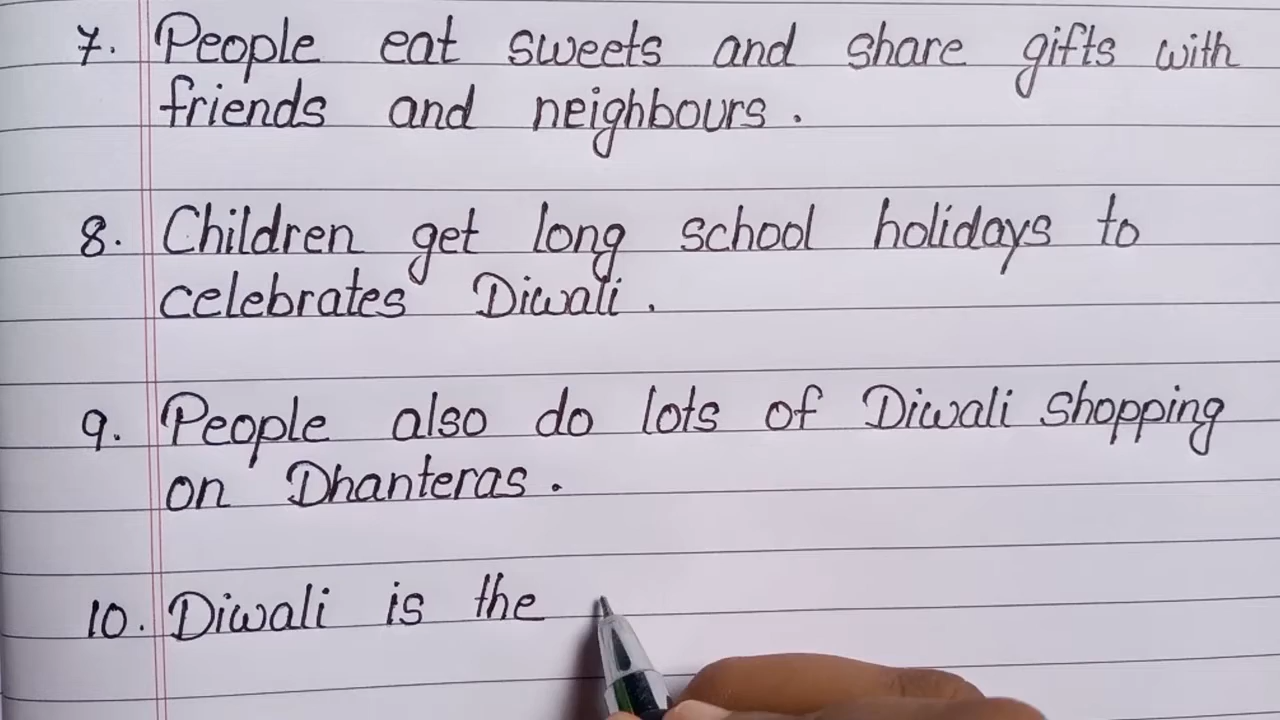 7. People eat sweets and share gifts with
friends and neighbours.
8. Children get long school holidays to
celebrates Diwali.
9. People also do lots of Diwali shopping
on Dhanteras.
10. Diwali is the